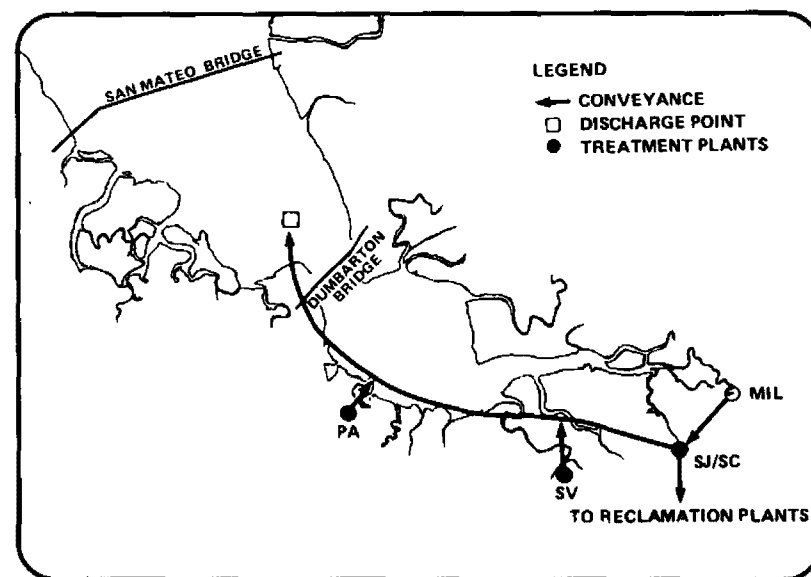 SAN MATEO BRIDGE
LEGEND
CONVEYANCE
DISCHARGE POINT
TREATMENT PLANTS
DUMBARTON
BRIDGE
MIL
PA
SJ/SC
SV
TO RECLAMATION PLANTS